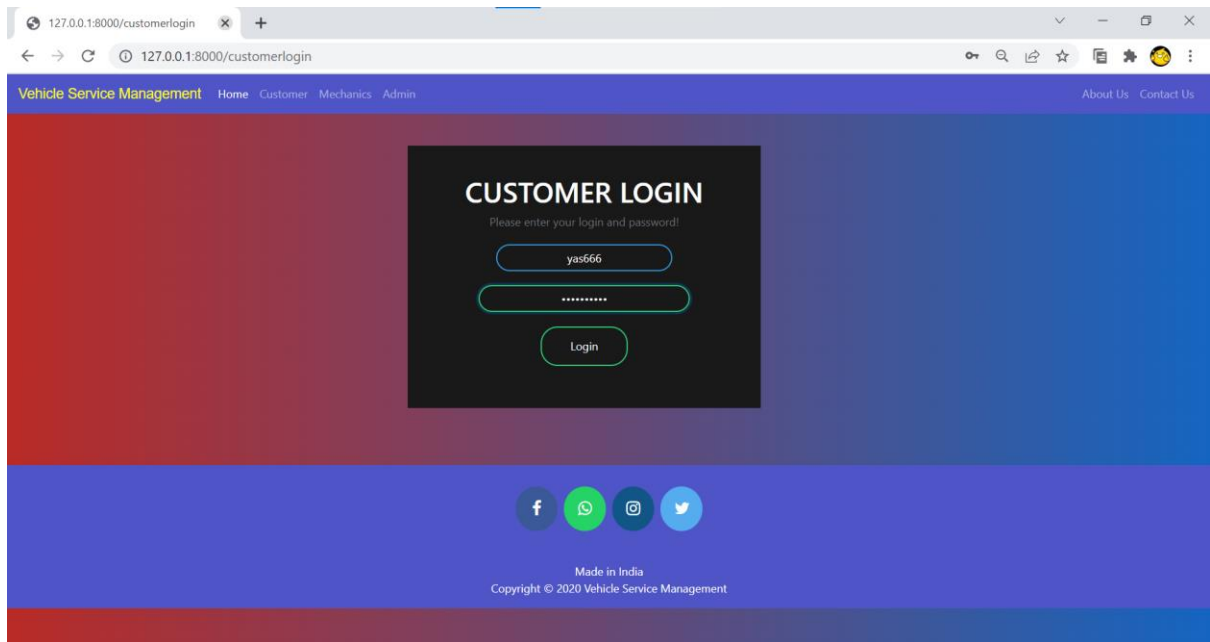 127.0.0.1:8000/customerlogin
127.0.0.1:8000/customerlogin
Vehicle Service Management Home Customer Mechanics Admin About Us Contact Us
CUSTOMER LOGIN
Please enter your login and password!
yas666
••••••••••
Login
Made in India
Copyright © 2020 Vehicle Service Management